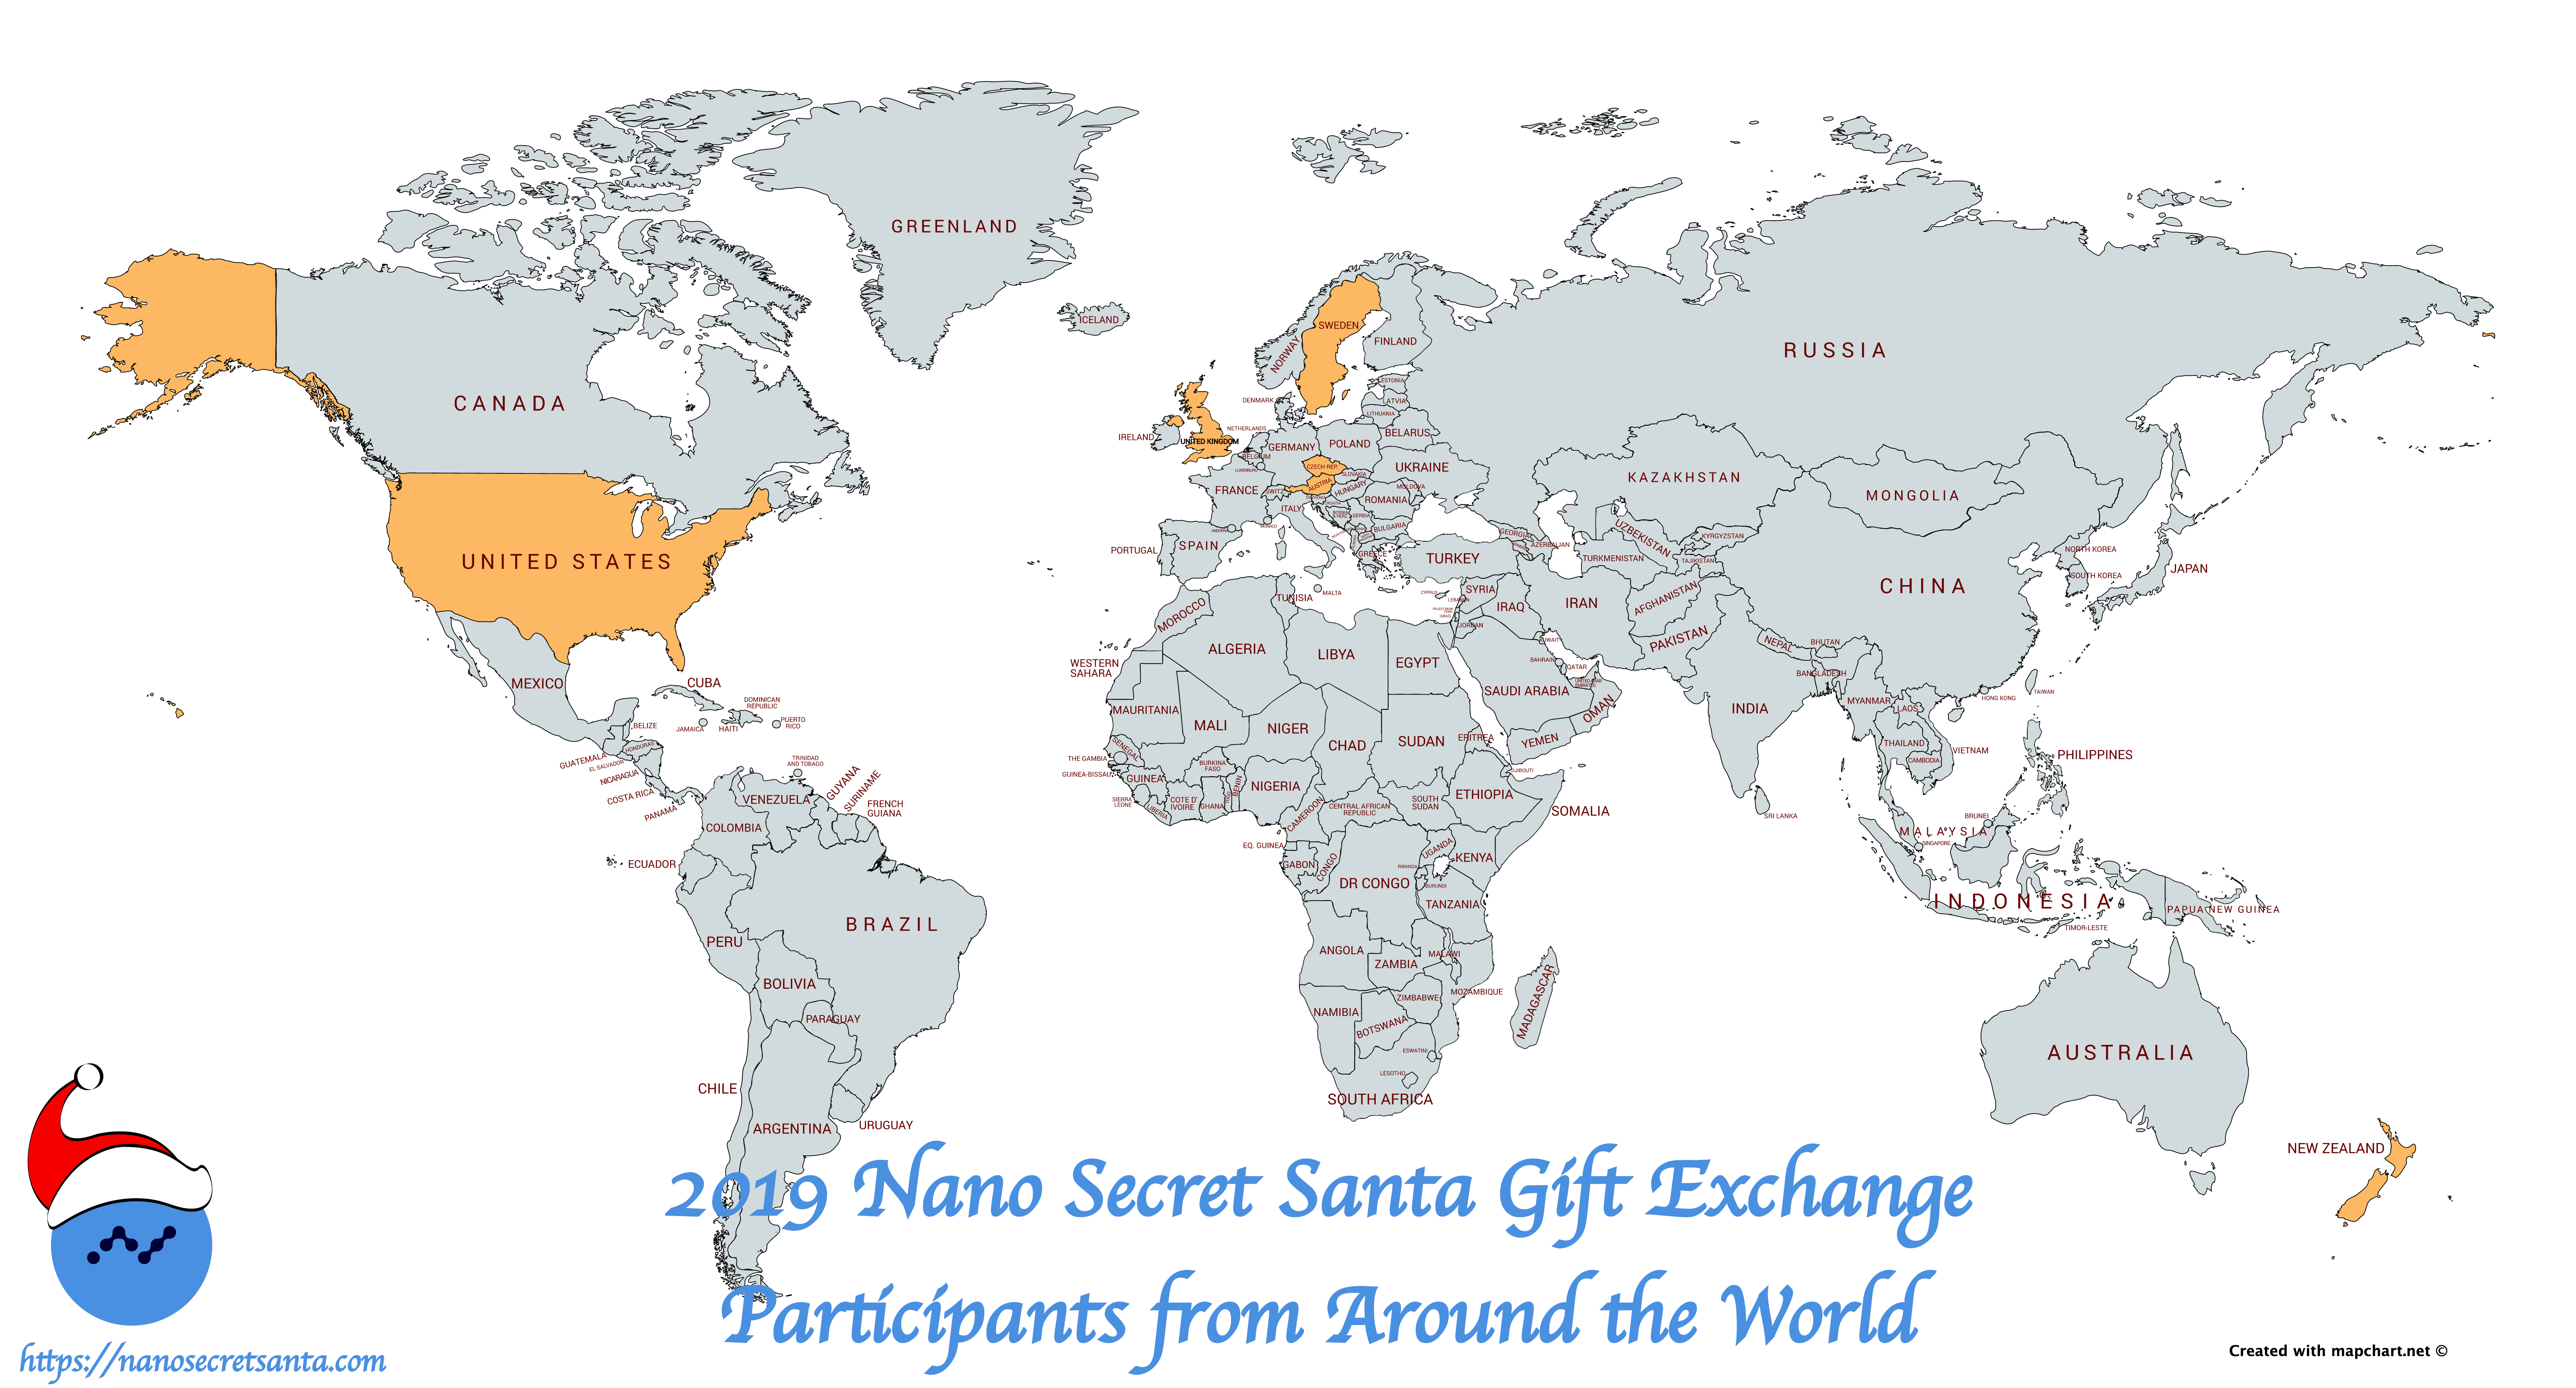 GREENLAND
ICELAND
SWEDEN
FINLAND
NORWAY
RUSSIA
CANADA
ESTONIA
DENMARK
LATVIA
LITHUANIA
NETHERLANDS
IRELAND
UNITED KINGDOM
BELARUS
GERMANY
POLAND
BELGIUM
LUXEMBURG
CZECH REP.
SLOVAKIA
UKRAINE
KAZAKHSTAN
MONGOLIA
FRANCE
SWITZ.
AUSTRIA
HUNGARY
MOLDOVA
ROMANIA
ITALY
SERBIA
BULGARIA
MONACO
ANDORRA
GEORGIA
AZERBAIJAN
UZBEKISTAN
KYRGYZSTAN
UNITED STATES
PORTUGAL
SPAIN
GREECE
TURKEY
TURKMENISTAN
TAJIKISTAN
CHINA
NORTH KOREA
SOUTH KOREA
JAPAN
MALTA
TUNISIA
CYPRUS
LEBANON
SYRIA
IRAQ
IRAN
AFGHANISTAN
MOROCCO
ISRAEL
JORDAN
KUWAIT
PAKISTAN
NEPAL
BHUTAN
ALGERIA
LIBYA
EGYPT
WESTERN
SAHARA
BAHRAIN
QATAR
UNITED ARAB
EMIRATES
SAUDI ARABIA
OMAN
BANGLADESH
MEXICO
CUBA
DOMINICAN
REPUBLIC
PUERTO
RICO
JAMAICA
HAITI
BELIZE
MAURITANIA
MALI
NIGER
CHAD
SUDAN
ERITREA
YEMEN
INDIA
MYANMAR
LAOS
HONG KONG
TAIWAN
THAILAND
VIETNAM
CAMBODIA
PHILIPPINES
GUATEMALA
HONDURAS
EL SALVADOR
NICARAGUA
COSTA RICA
PANAMA
TRINIDAD
AND TOBAGO
SENEGAL
THE GAMBIA
GUINEA-BISSAU
GUINEA
SIERRA
LEONE
LIBERIA
COTE D'
IVOIRE
BURKINA
FASO
GHANA
TOGO
BENIN
NIGERIA
CAMEROON
CENTRAL AFRICAN
REPUBLIC
SOUTH
SUDAN
ETHIOPIA
DJIBOUTI
SOMALIA
SRI LANKA
BRUNEI
MALAYSIA
SINGAPORE
VENEZUELA
GUYANA
SURINAME
FRENCH
GUIANA
COLOMBIA
ECUADOR
EQ. GUINEA
GABON
CONGO
DR CONGO
UGANDA
KENYA
RWANDA
BURUNDI
TANZANIA
INDONESIA
PAPUA NEW GUINEA
TIMOR-LESTE
BRAZIL
PERU
BOLIVIA
PARAGUAY
ANGOLA
ZAMBIA
MALAWI
MOZAMBIQUE
ZIMBABWE
NAMIBIA
BOTSWANA
MADAGASCAR
ESWATINI
LESOTHO
SOUTH AFRICA
AUSTRALIA
NEW ZEALAND
CHILE
ARGENTINA
URUGUAY
2019 Nano Secret Santa Gift Exchange
Participants from Around the World
https://nanosecretsanta.com
Created with mapchart.net ©